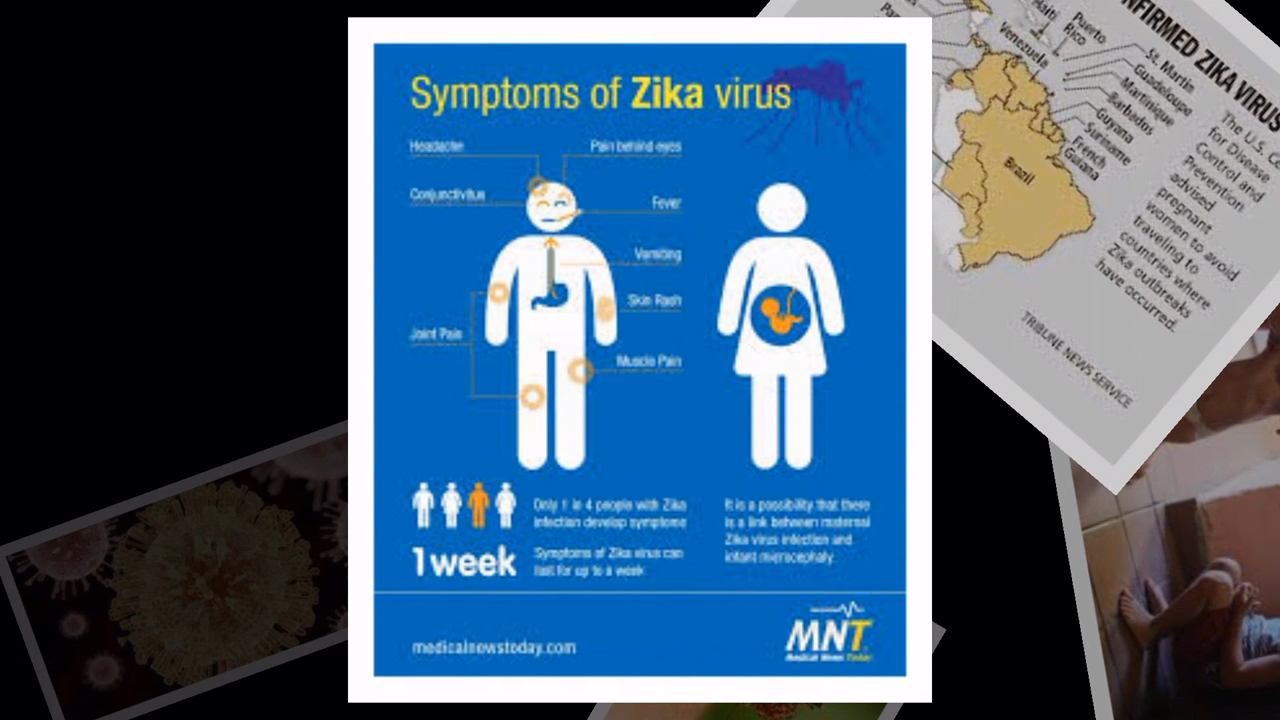 Symptoms of Zika virus
Headache
Pain behind eyes
Conjunctivitus
Fever
Vomiting
Skin Rash
Joint Pain
Muscle Pain
Only 1 in 4 people with Zika
infection develop symptoms
1 week
Symptoms of Zika virus can
last for up to a week
It is a possibility that there
is a link between maternal
Zika virus infection and
infant microcephaly
medicalnewstoday.com
MNT
Medical News Today
NFIRMED ZIKA VIRUS
Haiti
Puerto
Rico
Venezuela
St. Martin
Guadeloupe
Martinique
Barbados
Guyana
Suriname
French
Guiana
Brazil
The U.S. Ce
for Disease
Control and
Prevention
advised
pregnant
women to avoid
traveling to
countries where
Zika outbreaks
have occurred.
TRIBUNE NEWS SERVICE